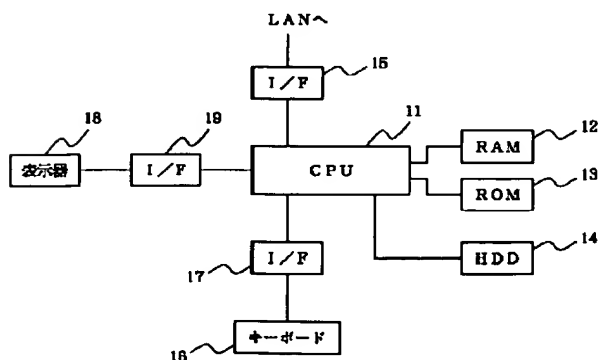 LANへ
I/F
15
18
19
11
12
表示器
I/F
CPU
RAM
13
ROM
I/F
14
17
HDD
16
キーボード